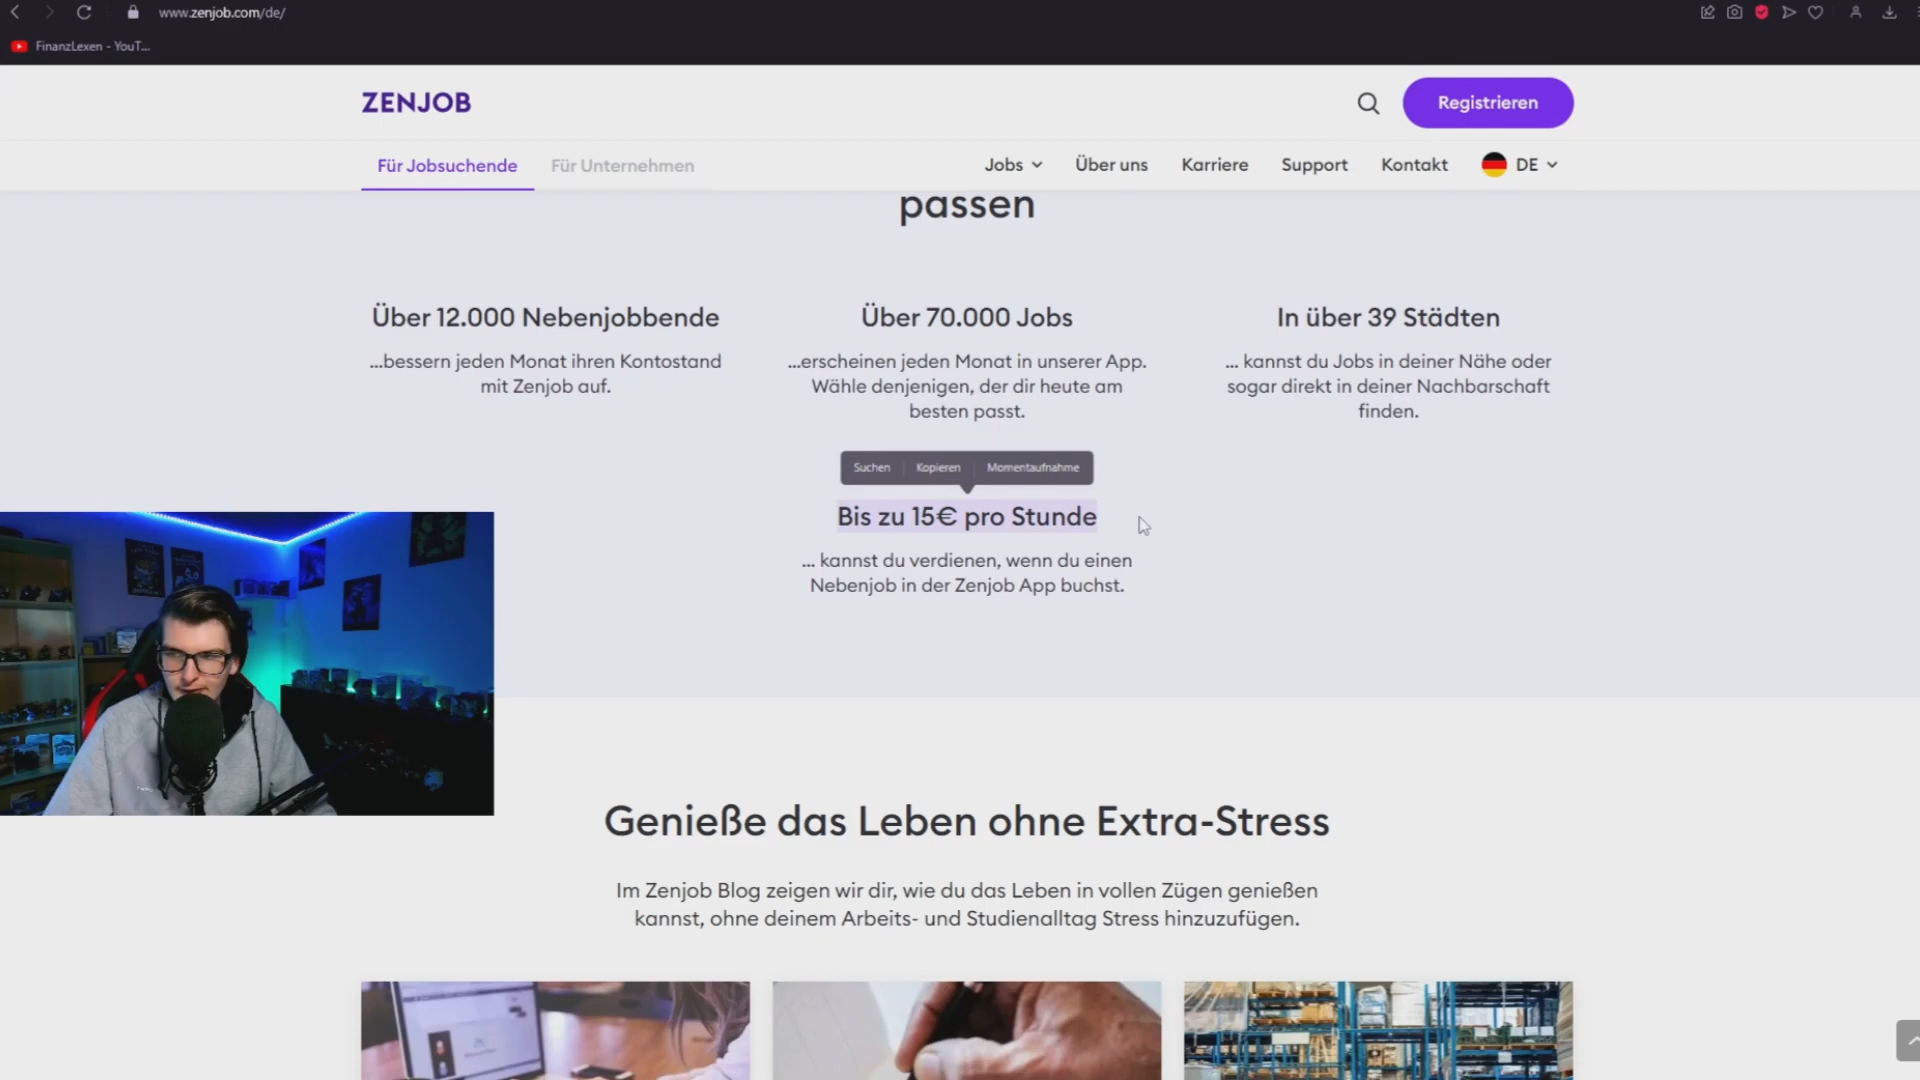 www.zenjob.com/de/
FinanzLexen - YouT...
ZENJOB
Registrieren
Für Jobsuchende
Für Unternehmen
Jobs
Über uns
Karriere
Support
Kontakt
DE
passen
Über 12.000 Nebenjobbende
...bessern jeden Monat ihren Kontostand
mit Zenjob auf.
Über 70.000 Jobs
...erscheinen jeden Monat in unserer App.
Wähle denjenigen, der dir heute am
besten passt.
In über 39 Städten
... kannst du Jobs in deiner Nähe oder
sogar direkt in deiner Nachbarschaft
finden.
Suchen
Kopieren
Momentaufnahme
Bis zu 15€ pro Stunde
... kannst du verdienen, wenn du einen
Nebenjob in der Zenjob App buchst.
Genieße das Leben ohne Extra-Stress
Im Zenjob Blog zeigen wir dir, wie du das Leben in vollen Zügen genießen
kannst, ohne deinem Arbeits- und Studienalltag Stress hinzuzufügen.